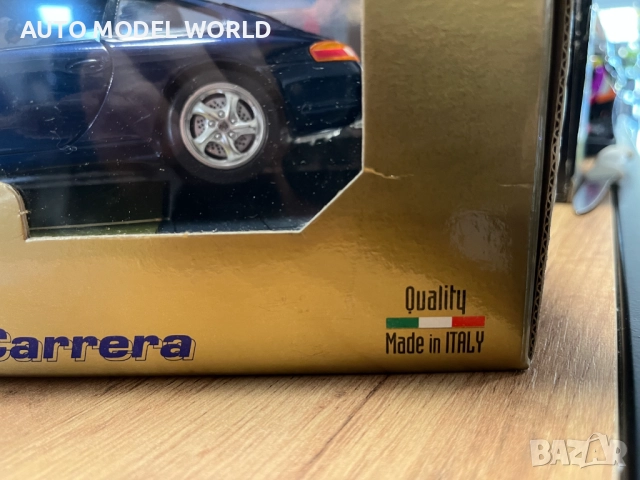 AUTO MODEL WORLD
Quality
Made in ITALY
Carrera
BAZAR